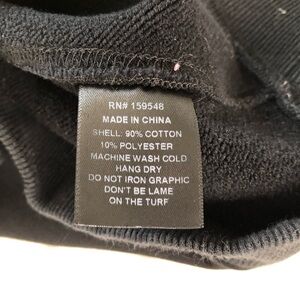 RN# 159548
MADE IN CHINA
SHELL: 90% COTTON
10% POLYESTER
MACHINE WASH COLD
HANG DRY
DO NOT IRON GRAPHIC
DON'T BE LAME
ON THE TURF